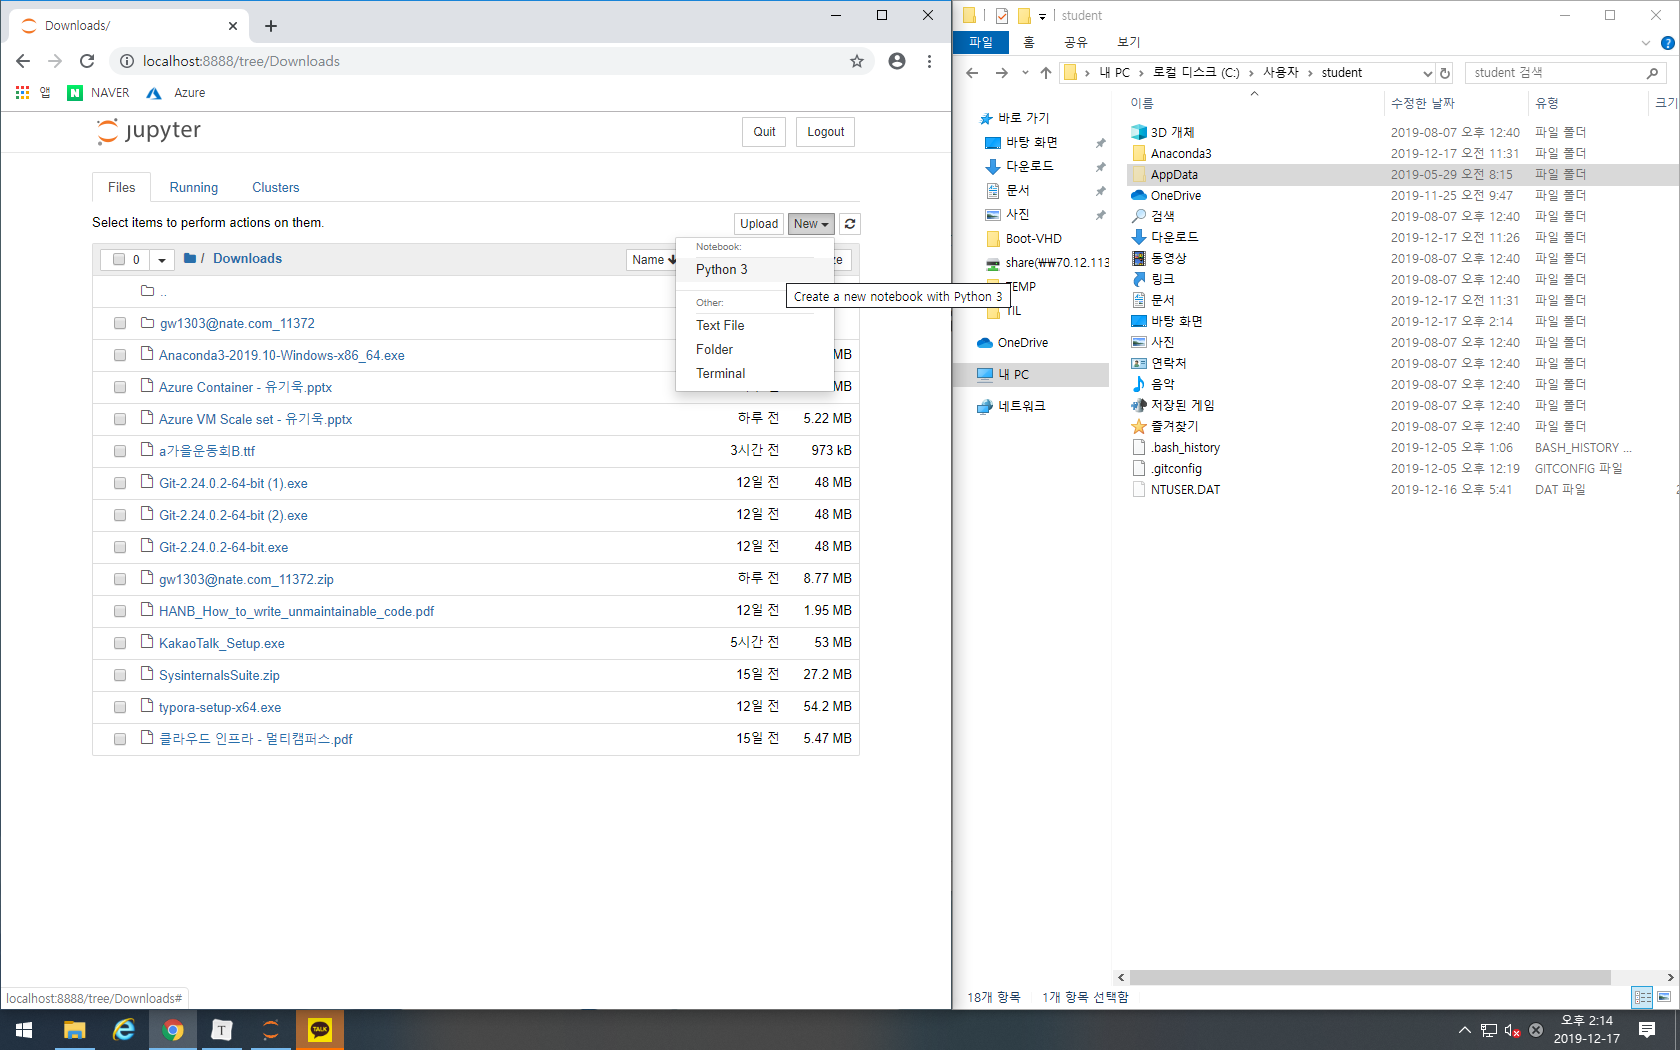 Downloads/
localhost:8888/tree/Downloads
앱 NAVER Azure
jupyter
Quit Logout
Files Running Clusters
Select items to perform actions on them.
Upload New
0 / Downloads Name ze
Notebook:
Python 3
Create a new notebook with Python 3
Other:
Text File
Folder
Terminal
..
gw1303@nate.com_11372
Anaconda3-2019.10-Windows-x86_64.exe MB
Azure Container - 유기욱.pptx MB
Azure VM Scale set - 유기욱.pptx 하루 전 5.22 MB
a가을운동회B.ttf 3시간 전 973 kB
Git-2.24.0.2-64-bit (1).exe 12일 전 48 MB
Git-2.24.0.2-64-bit (2).exe 12일 전 48 MB
Git-2.24.0.2-64-bit.exe 12일 전 48 MB
gw1303@nate.com_11372.zip 하루 전 8.77 MB
HANB_How_to_write_unmaintainable_code.pdf 12일 전 1.95 MB
KakaoTalk_Setup.exe 5시간 전 53 MB
SysinternalsSuite.zip 15일 전 27.2 MB
typora-setup-x64.exe 12일 전 54.2 MB
클라우드 인프라 - 멀티캠퍼스.pdf 15일 전 5.47 MB
localhost:8888/tree/Downloads#
student
파일 홈 공유 보기
내 PC › 로컬 디스크 (C:) › 사용자 › student
student 검색
바로 가기
바탕 화면
다운로드
문서
사진
Boot-VHD
share(₩₩70.12.113
TEMP
TIL
OneDrive
내 PC
네트워크
이름 수정한 날짜 유형 크기
3D 개체 2019-08-07 오후 12:40 파일 폴더
Anaconda3 2019-12-17 오전 11:31 파일 폴더
AppData 2019-05-29 오전 8:15 파일 폴더
OneDrive 2019-11-25 오전 9:47 파일 폴더
검색 2019-08-07 오후 12:40 파일 폴더
다운로드 2019-12-17 오전 11:26 파일 폴더
동영상 2019-08-07 오후 12:40 파일 폴더
링크 2019-08-07 오후 12:40 파일 폴더
문서 2019-12-17 오전 11:31 파일 폴더
바탕 화면 2019-12-17 오후 2:14 파일 폴더
사진 2019-08-07 오후 12:40 파일 폴더
연락처 2019-08-07 오후 12:40 파일 폴더
음악 2019-08-07 오후 12:40 파일 폴더
저장된 게임 2019-08-07 오후 12:40 파일 폴더
즐겨찾기 2019-08-07 오후 12:40 파일 폴더
.bash_history 2019-12-05 오후 1:06 BASH_HISTORY ...
.gitconfig 2019-12-05 오후 12:19 GITCONFIG 파일
NTUSER.DAT 2019-12-16 오후 5:41 DAT 파일
18개 항목 1개 항목 선택함
T
TALK
오후 2:14
2019-12-17